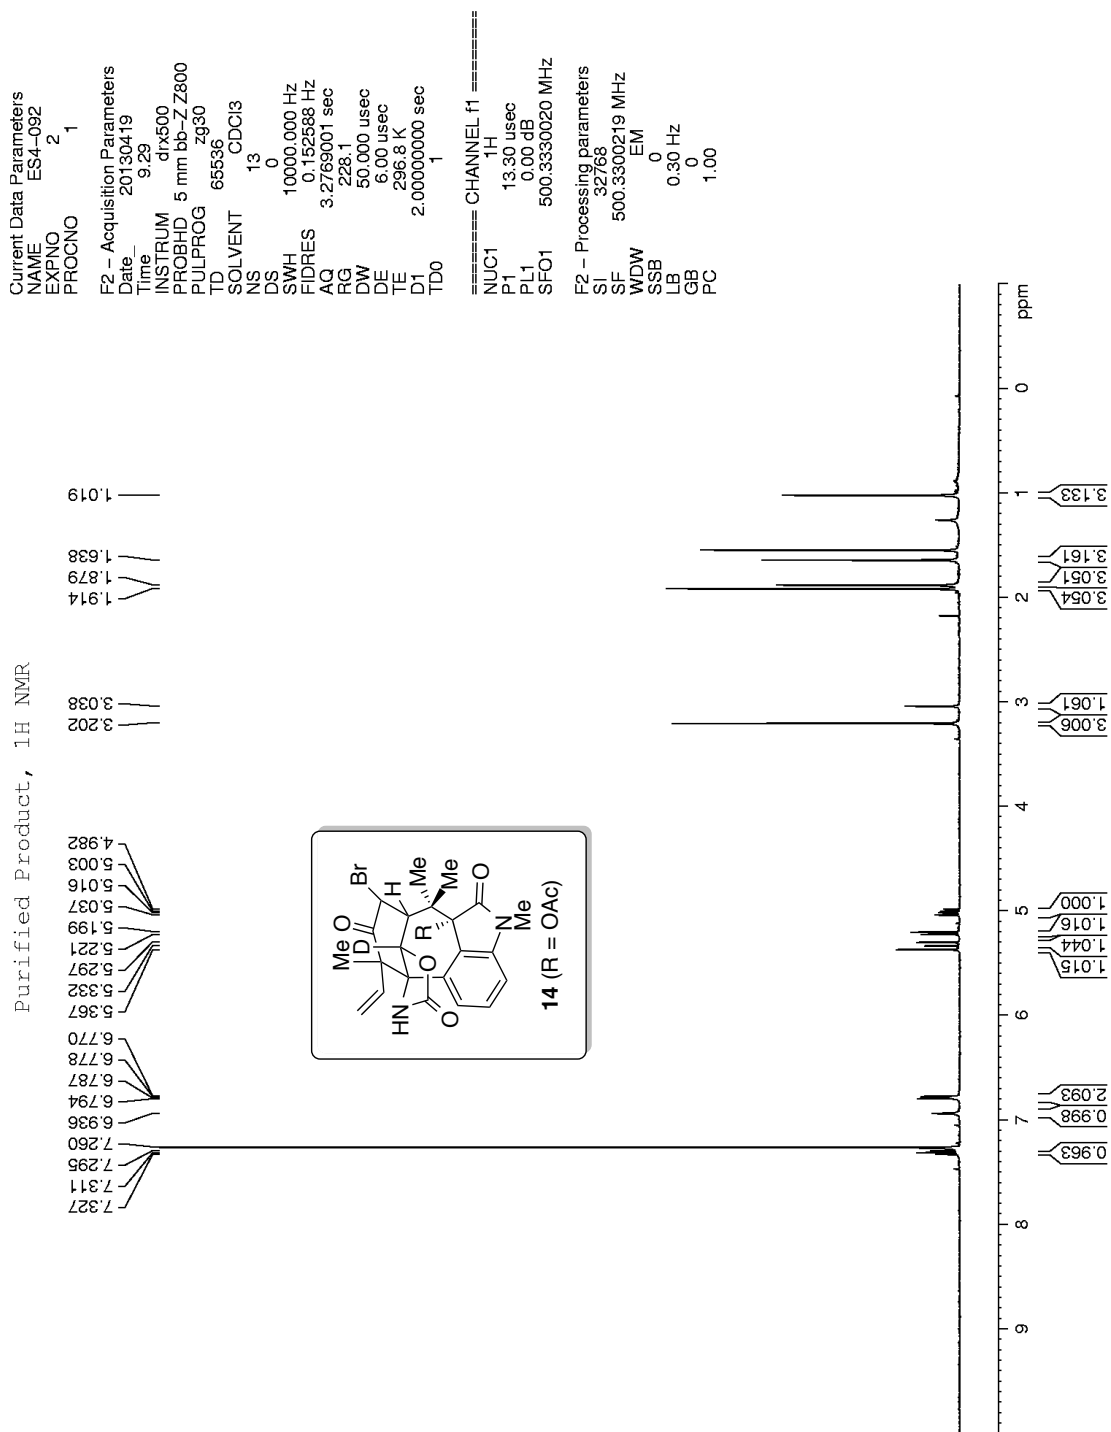 Purified Product, 1H NMR
Current Data Parameters
NAME ES4-092
EXPNO 2
PROCNO 1
F2 - Acquisition Parameters
Date_ 20130419
Time 9.29
INSTRUM drx500
PROBHD 5 mm bb-Z Z800
PULPROG zg30
TD 65536
SOLVENT CDCl3
NS 13
DS 0
SWH 10000.000 Hz
FIDRES 0.152588 Hz
AQ 3.2769001 sec
RG 228.1
DW 50.000 usec
DE 6.00 usec
TE 296.8 K
D1 2.00000000 sec
TD0 1
======== CHANNEL f1 ========
NUC1 1H
P1 13.30 usec
PL1 0.00 dB
SFO1 500.3330020 MHz
F2 - Processing parameters
SI 32768
SF 500.3300219 MHz
WDW EM
SSB 0
LB 0.30 Hz
GB 0
PC 1.00
7.327
7.311
7.295
7.260
6.936
6.794
6.787
6.778
6.770
5.367
5.332
5.297
5.221
5.199
5.037
5.016
5.003
4.982
3.202
3.038
1.914
1.879
1.638
1.019
Me
O
Br
D
H
Me
Me
R
O
HN
O
O
N
Me
14 (R = OAc)
9 8 7 6 5 4 3 2 1 0 ppm
0.963
0.998
2.093
1.015
1.044
1.016
1.000
3.006
1.061
3.054
3.051
3.161
3.133